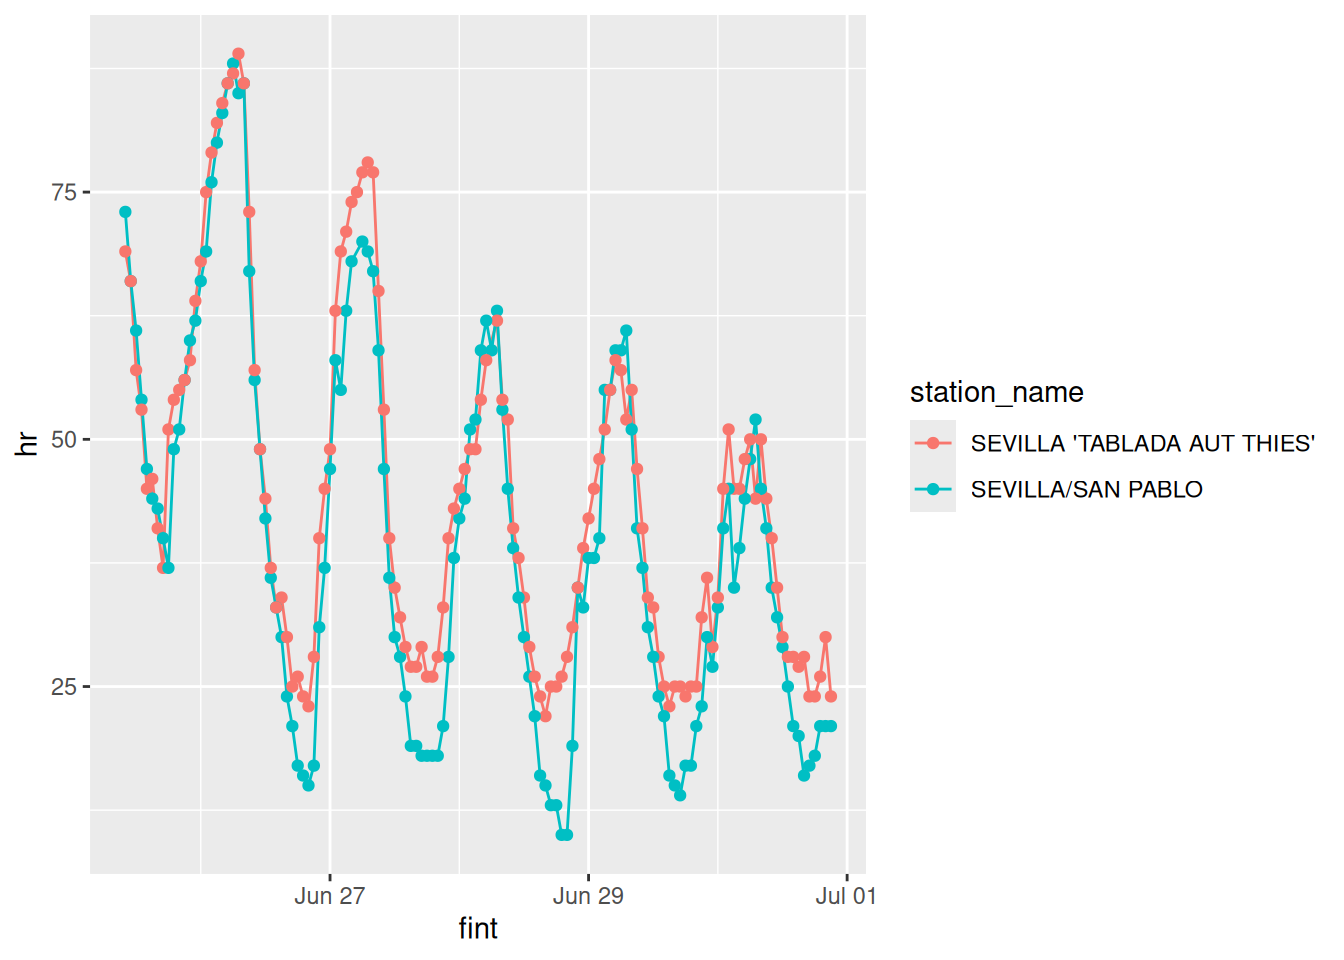 75
50
25
hr
Jun 27
Jun 29
Jul 01
fint
station_name
SEVILLA 'TABLADA AUT THIES'
SEVILLA/SAN PABLO